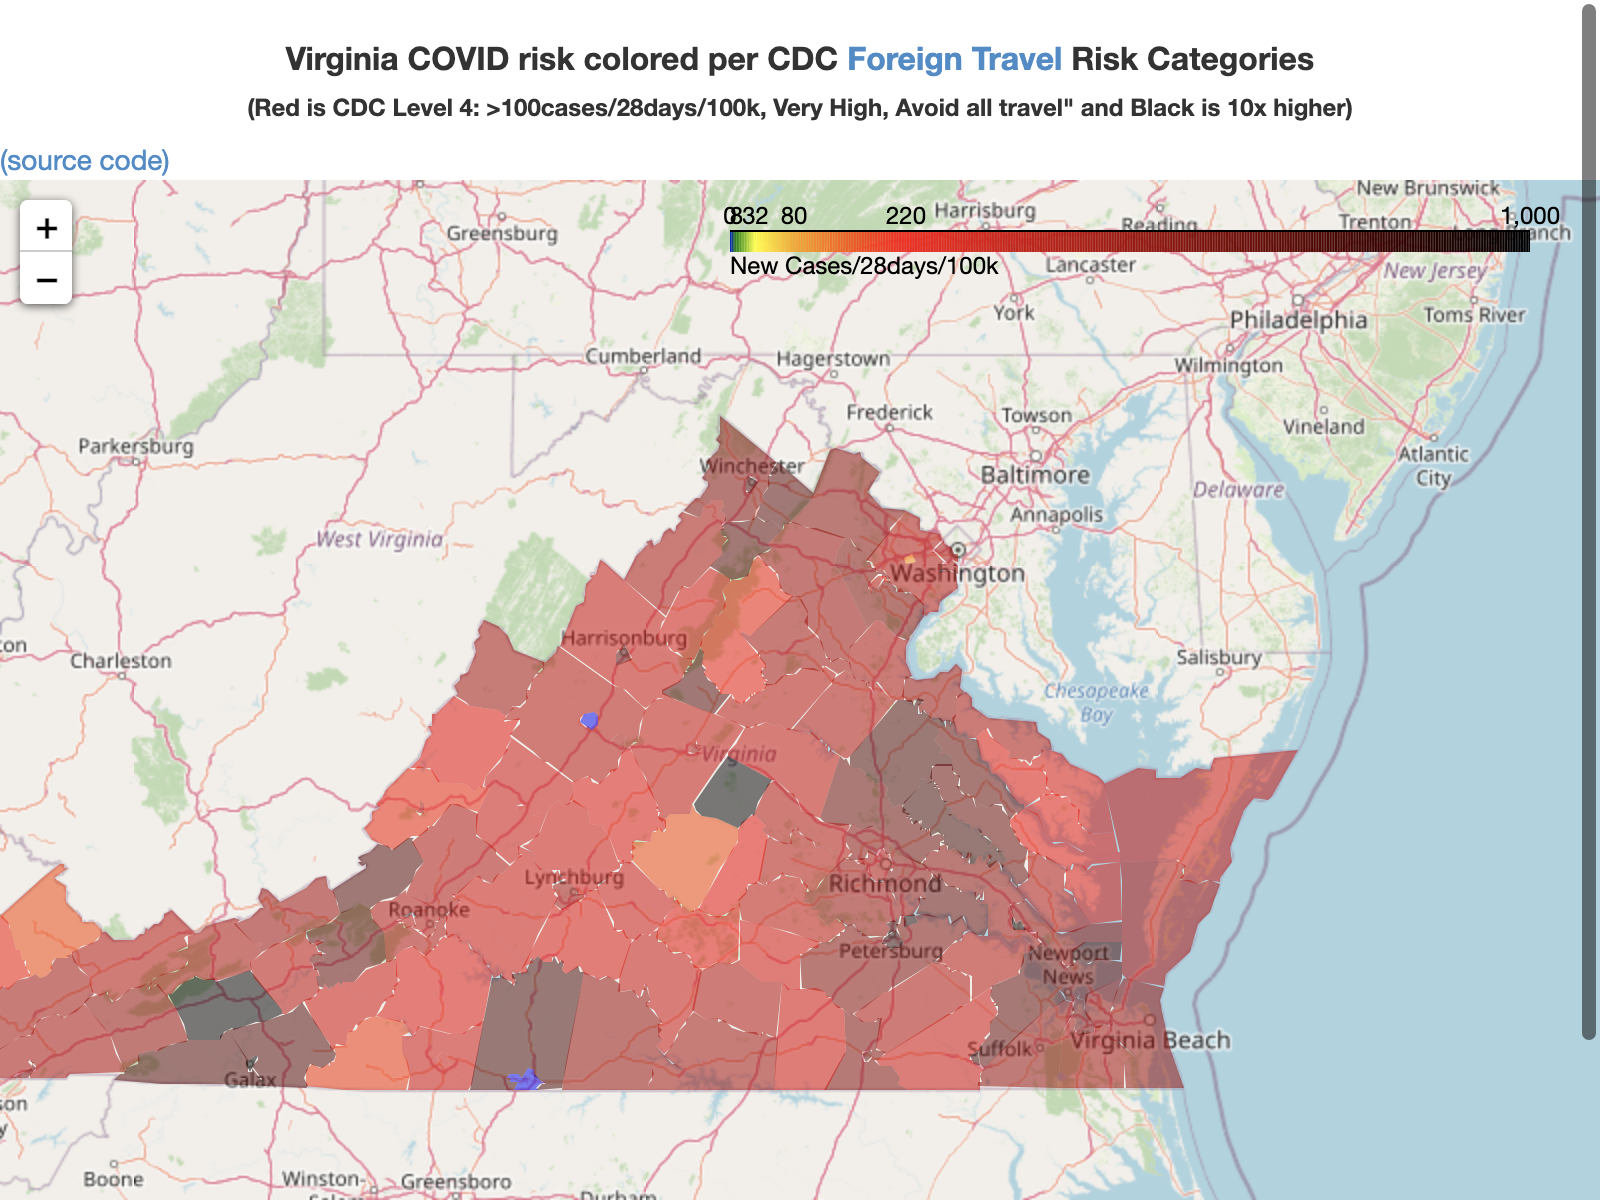 Virginia COVID risk colored per CDC Foreign Travel Risk Categories
(Red is CDC Level 4: >100cases/28days/100k, Very High, Avoid all travel" and Black is 10x higher)
(source code)
+
−
0832 80 220 1,000
New Cases/28days/100k
New Brunswick
Greensburg
Harrisburg
Reading
Trenton
Lancaster
New Jersey
York
Philadelphia
Toms River
Cumberland
Hagerstown
Wilmington
Frederick
Towson
Vineland
Parkersburg
Winchester
Baltimore
Atlantic
City
Delaware
Annapolis
West Virginia
Washington
Harrisonburg
Charleston
Salisbury
Chesapeake
Bay
Virginia
Lynchburg
Richmond
Roanoke
Petersburg
Newport
News
Virginia Beach
Suffolk
Galax
Boone
Winston-
Greensboro
Durham